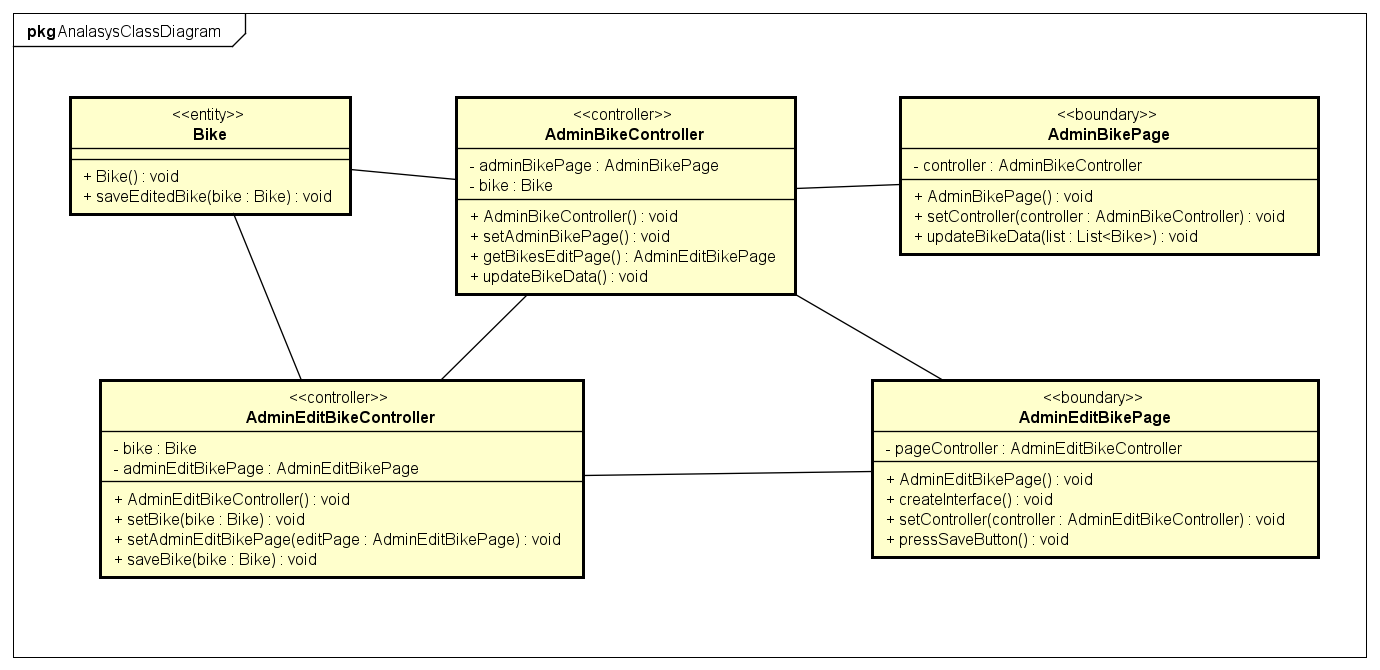 pkg AnalasysClassDiagram
<<entity>>
Bike
+ Bike() : void
+ saveEditedBike(bike : Bike) : void
<<controller>>
AdminBikeController
- adminBikePage : AdminBikePage
- bike : Bike
+ AdminBikeController() : void
+ setAdminBikePage() : void
+ getBikesEditPage() : AdminEditBikePage
+ updateBikeData() : void
<<boundary>>
AdminBikePage
- controller : AdminBikeController
+ AdminBikePage() : void
+ setController(controller : AdminBikeController) : void
+ updateBikeData(list : List<Bike>) : void
<<controller>>
AdminEditBikeController
- bike : Bike
- adminEditBikePage : AdminEditBikePage
+ AdminEditBikeController() : void
+ setBike(bike : Bike) : void
+ setAdminEditBikePage(editPage : AdminEditBikePage) : void
+ saveBike(bike : Bike) : void
<<boundary>>
AdminEditBikePage
- pageController : AdminEditBikeController
+ AdminEditBikePage() : void
+ createInterface() : void
+ setController(controller : AdminEditBikeController) : void
+ pressSaveButton() : void